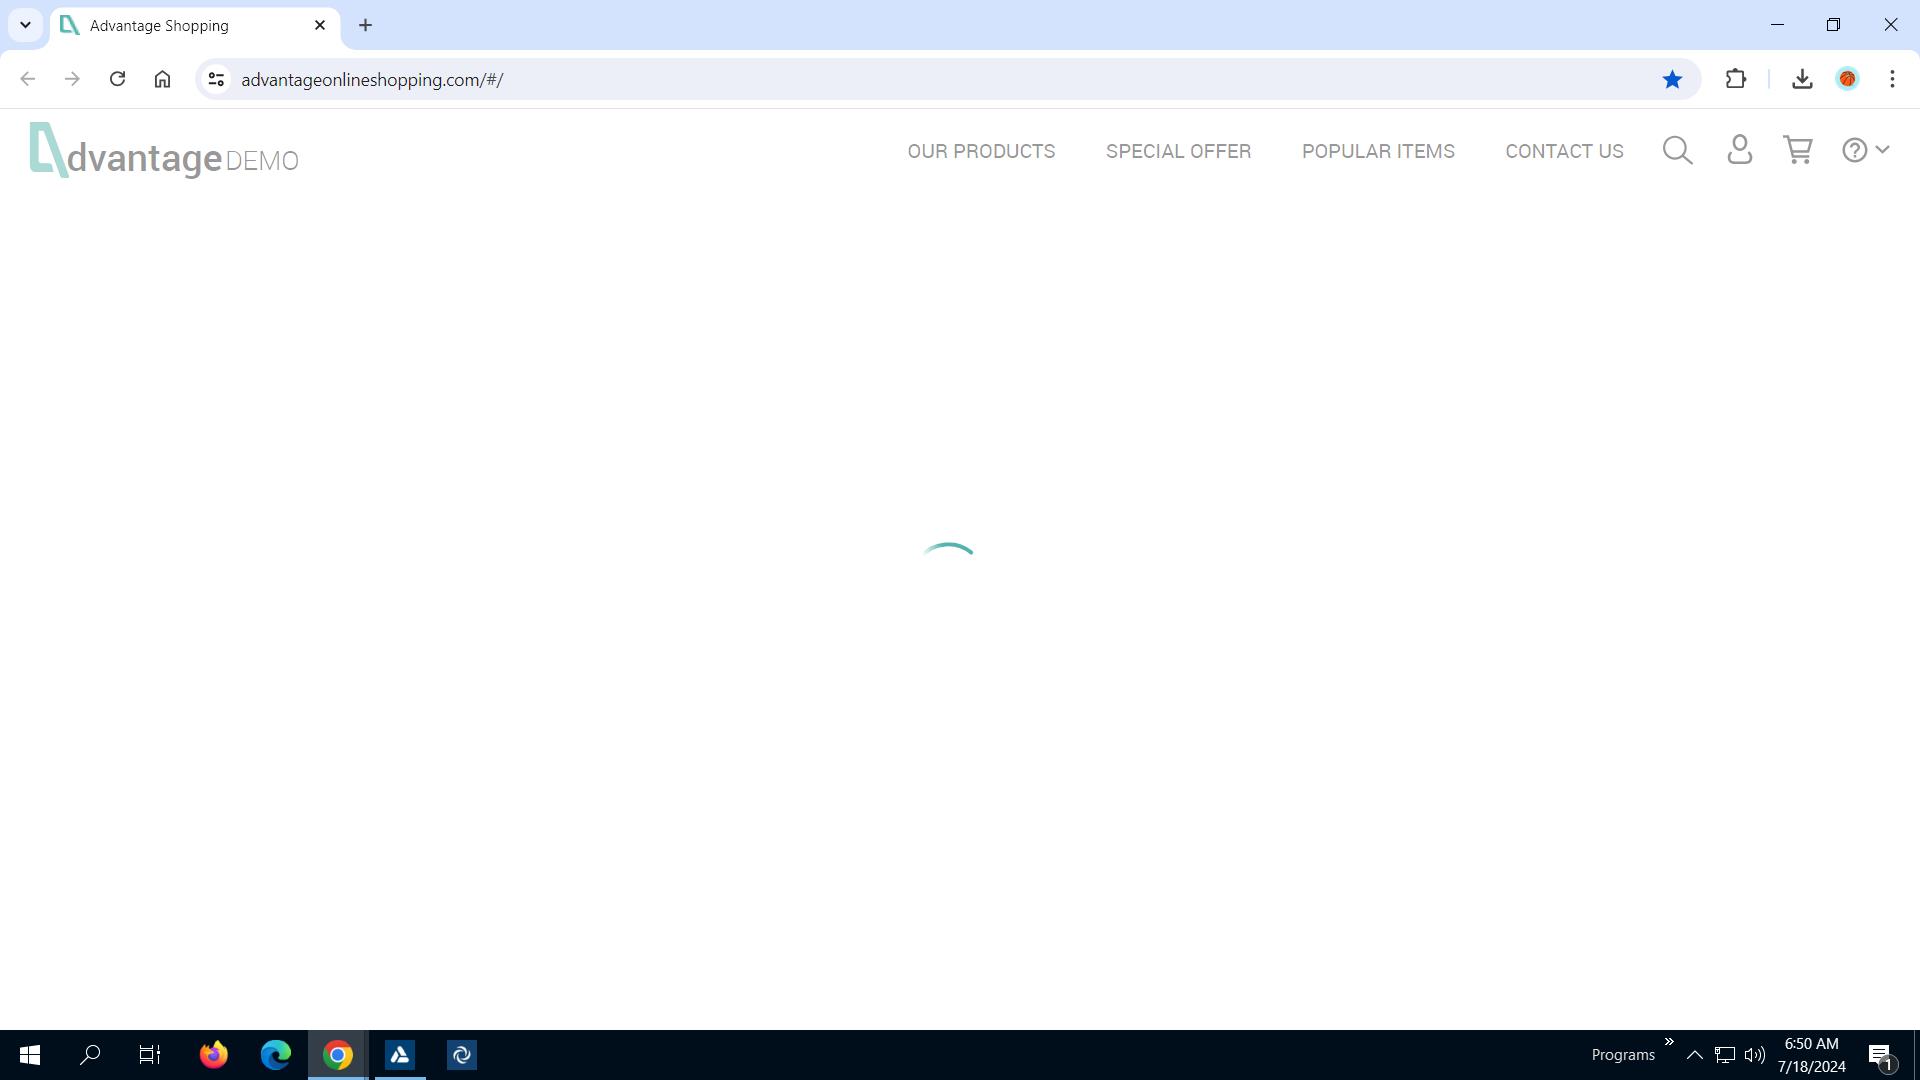 Advantage Shopping
advantageonlineshopping.com/#/
dvantage DEMO
OUR PRODUCTS
SPECIAL OFFER
POPULAR ITEMS
CONTACT US
Programs
6:50 AM
7/18/2024
1